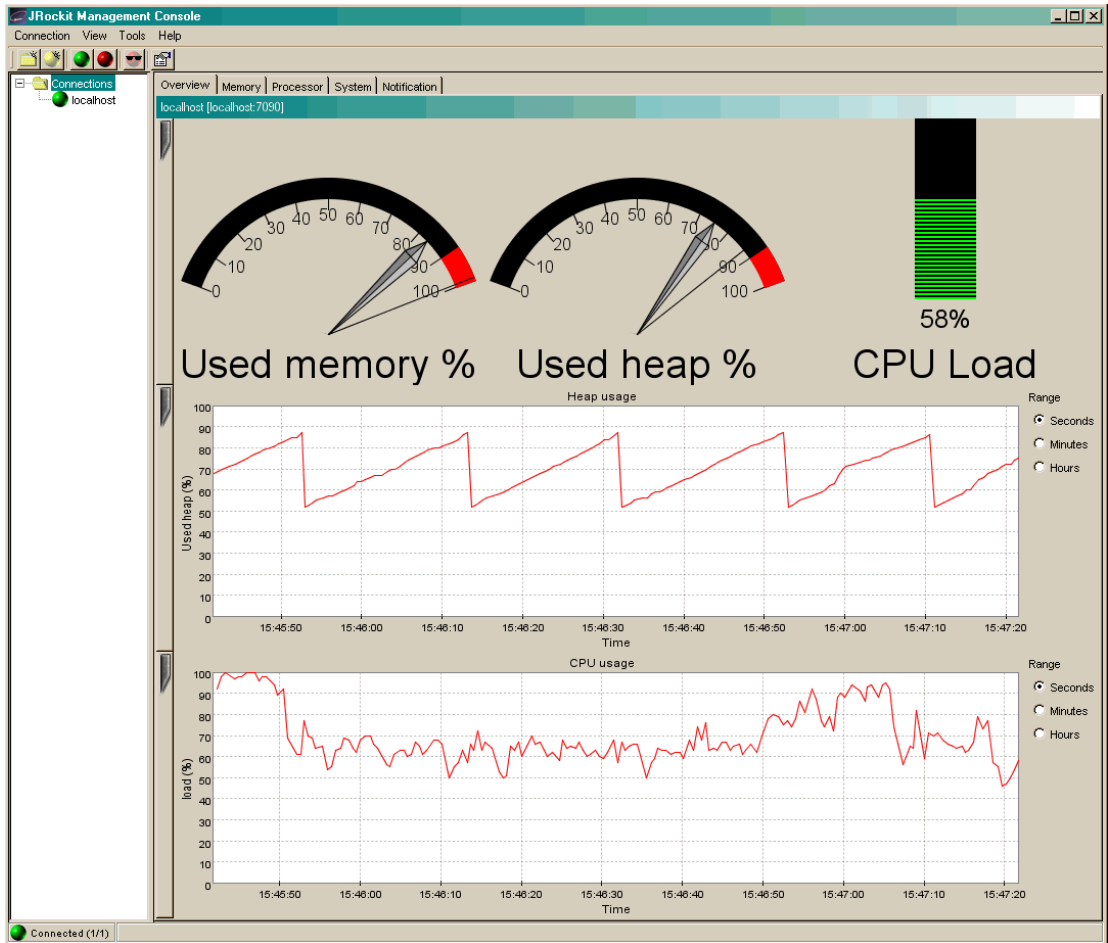 JRockit Management Console
Connection View Tools Help
Connections
localhost
Overview Memory Processor System Notification
localhost [localhost:7090]
0 10 20 30 40 50 60 70 80 90 100
0 10 20 30 40 50 60 70 80 90 100
58%
Used memory %
Used heap %
CPU Load
Heap usage
Range
Seconds
Minutes
Hours
100
90
80
70
60
50
40
30
20
10
0
Used heap (%)
15:45:50 15:46:00 15:46:10 15:46:20 15:46:30 15:46:40 15:46:50 15:47:00 15:47:10 15:47:20
Time
CPU usage
Range
Seconds
Minutes
Hours
100
90
80
70
60
50
40
30
20
10
0
load (%)
15:45:50 15:46:00 15:46:10 15:46:20 15:46:30 15:46:40 15:46:50 15:47:00 15:47:10 15:47:20
Time
Connected (1/1)